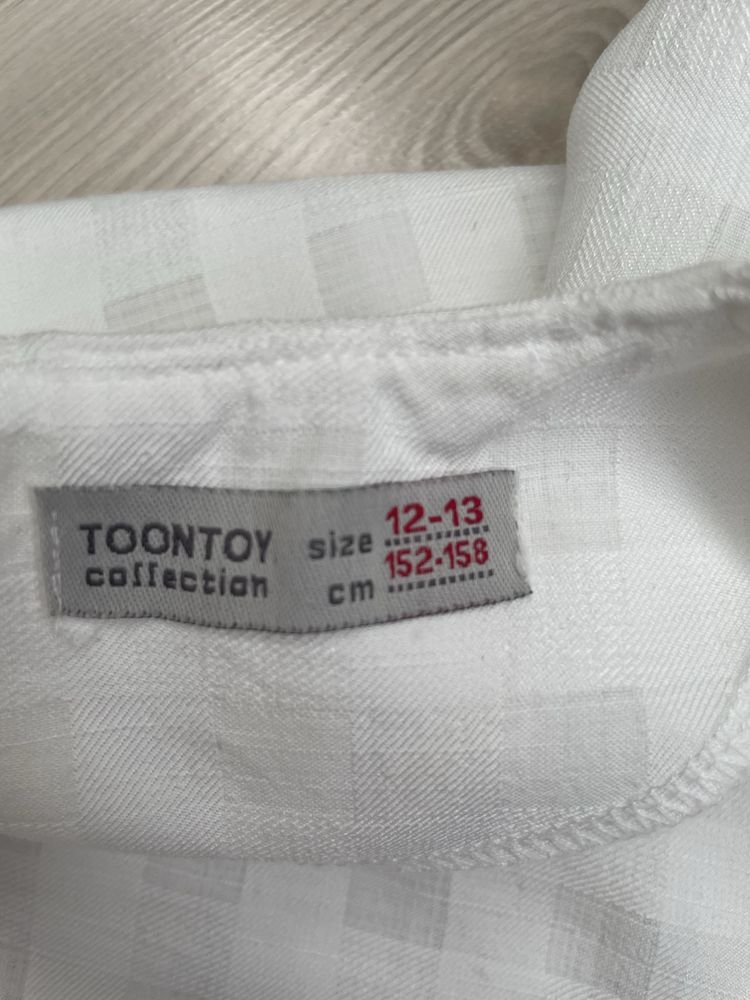 TOONTOY
collection
size 12-13
cm 152-158